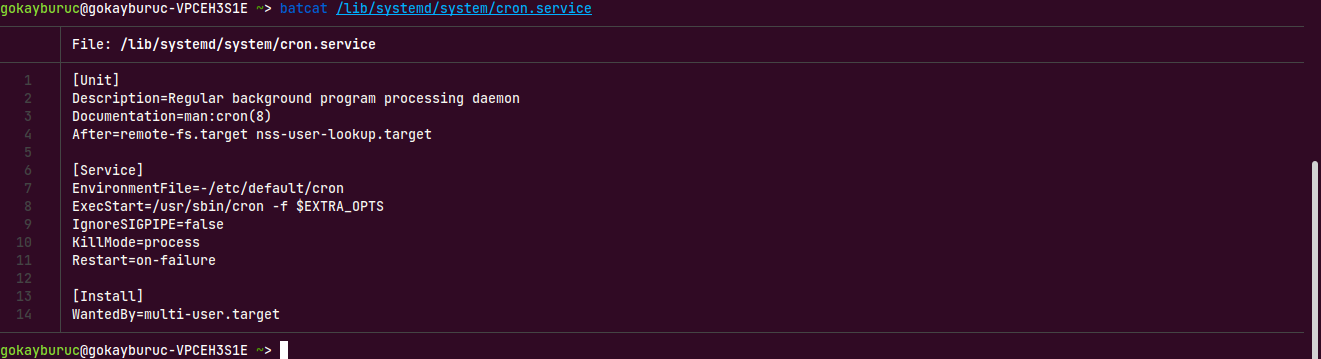 gokayburuc@gokayburuc-VPCEH3S1E ~> batcat /lib/systemd/system/cron.service
File: /lib/systemd/system/cron.service
1 [Unit]
2 Description=Regular background program processing daemon
3 Documentation=man:cron(8)
4 After=remote-fs.target nss-user-lookup.target
5
6 [Service]
7 EnvironmentFile=-/etc/default/cron
8 ExecStart=/usr/sbin/cron -f $EXTRA_OPTS
9 IgnoreSIGPIPE=false
10 KillMode=process
11 Restart=on-failure
12
13 [Install]
14 WantedBy=multi-user.target
gokayburuc@gokayburuc-VPCEH3S1E ~>